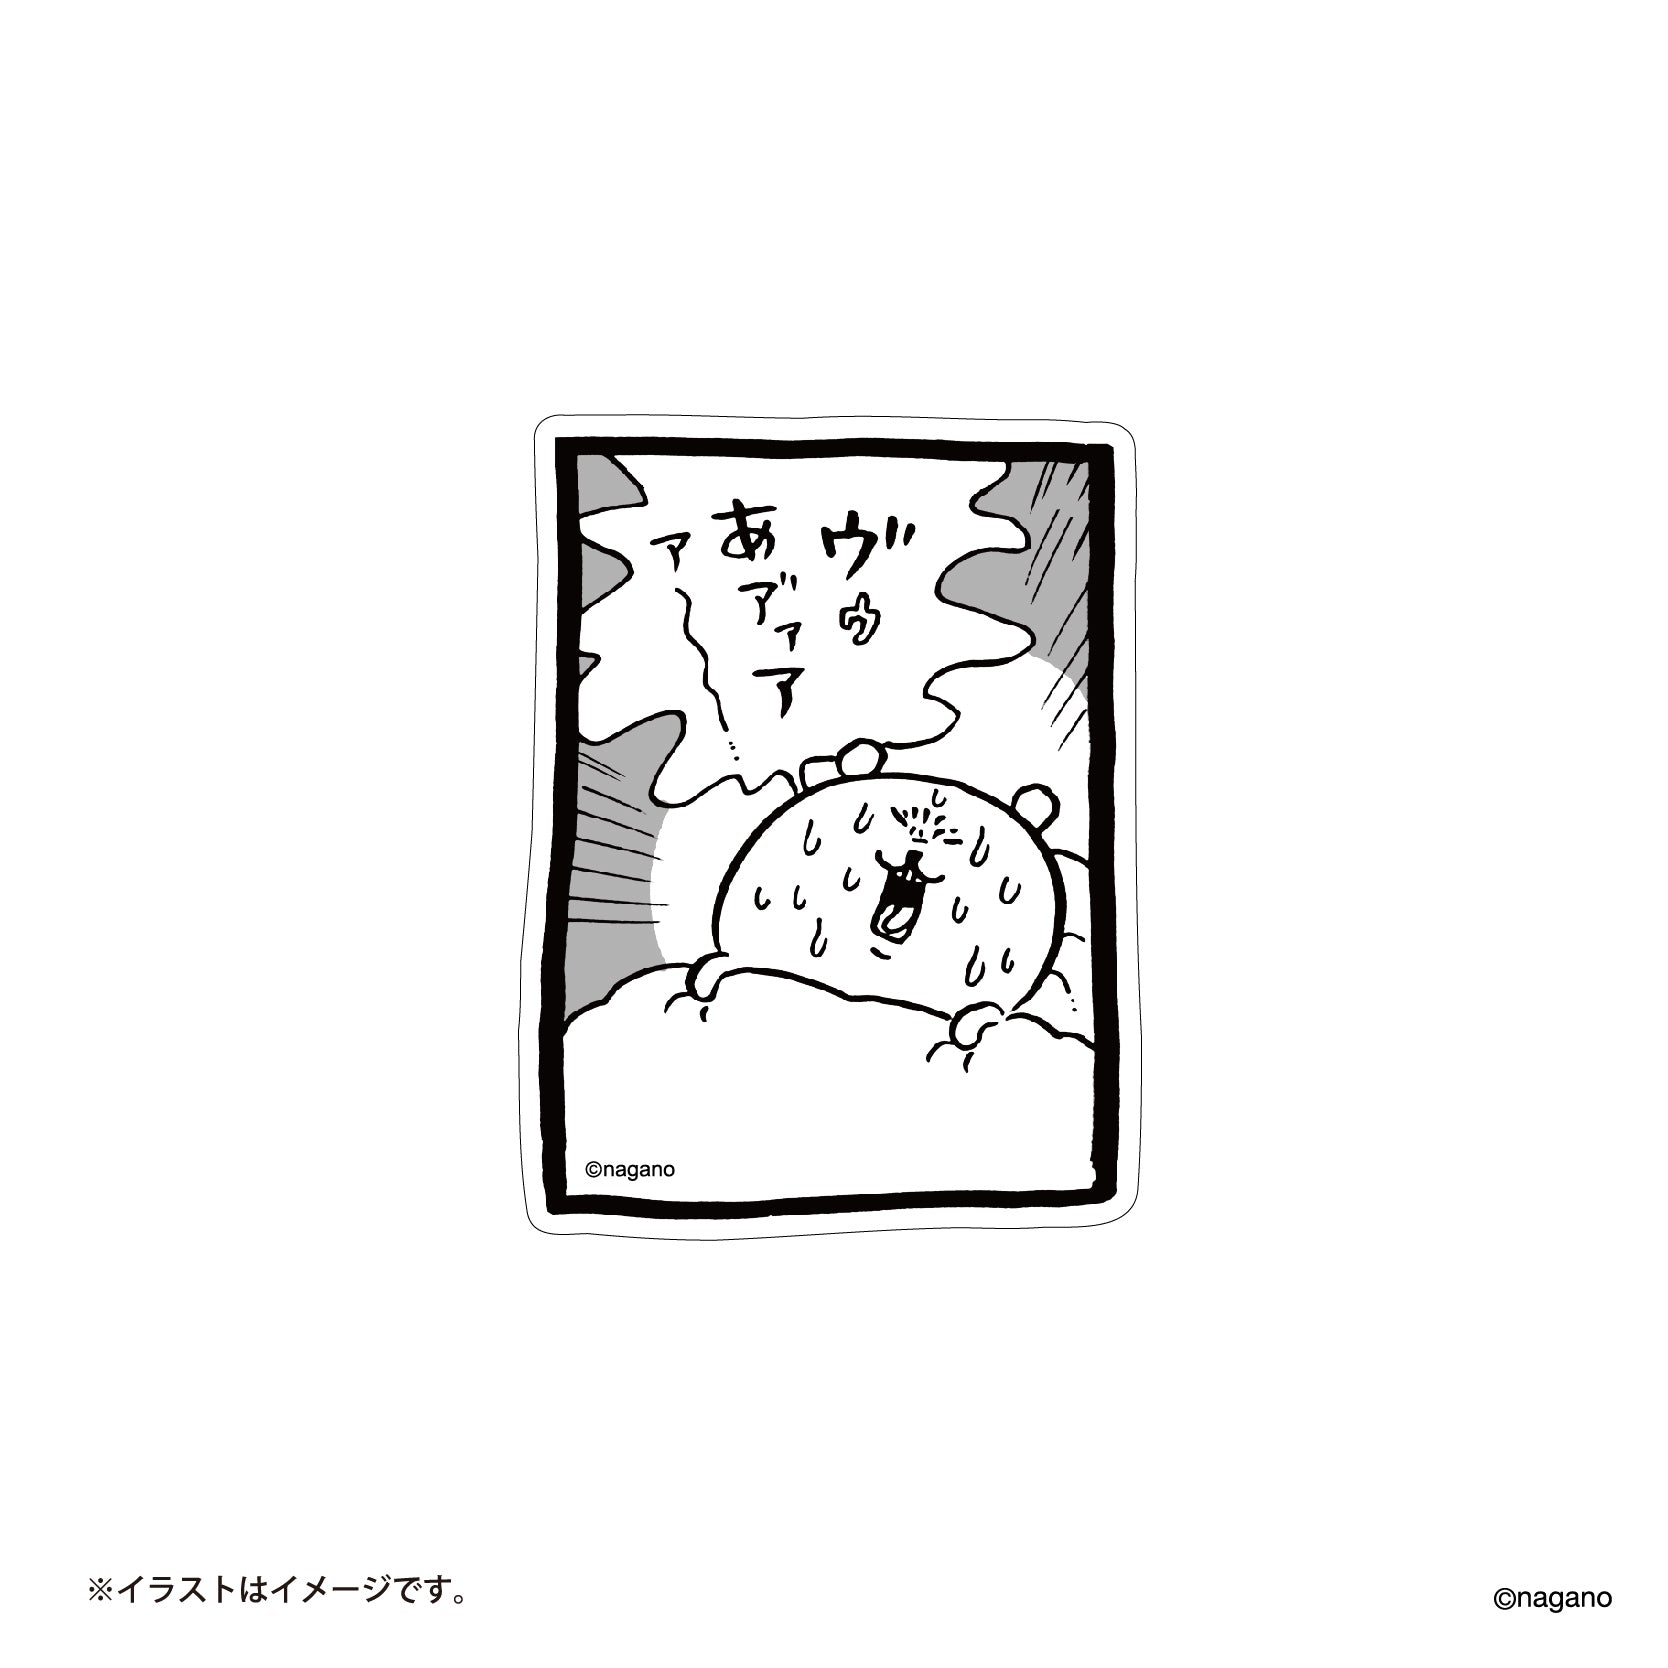 ヴゥ
あア゛ァア
ァ〜…
©nagano
※イラストはイメージです。
©nagano